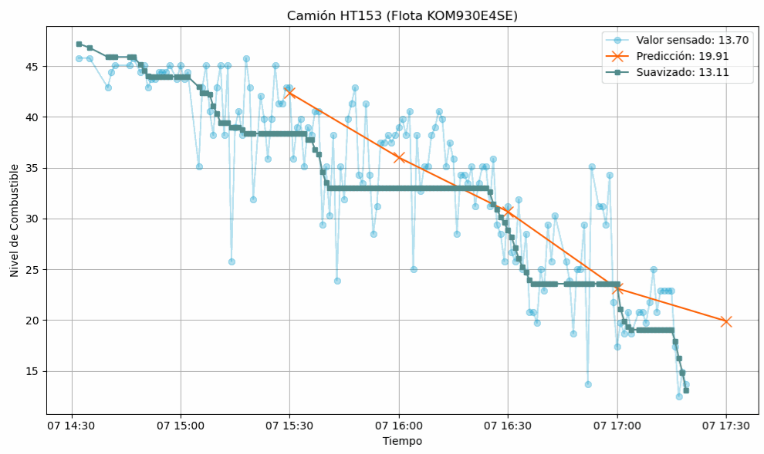 Camión HT153 (Flota KOM930E4SE)
Valor sensado: 13.70
Predicción: 19.91
Suavizado: 13.11
Nivel de Combustible
45
40
35
30
25
20
15
07 14:30
07 15:00
07 15:30
07 16:00
07 16:30
07 17:00
07 17:30
Tiempo